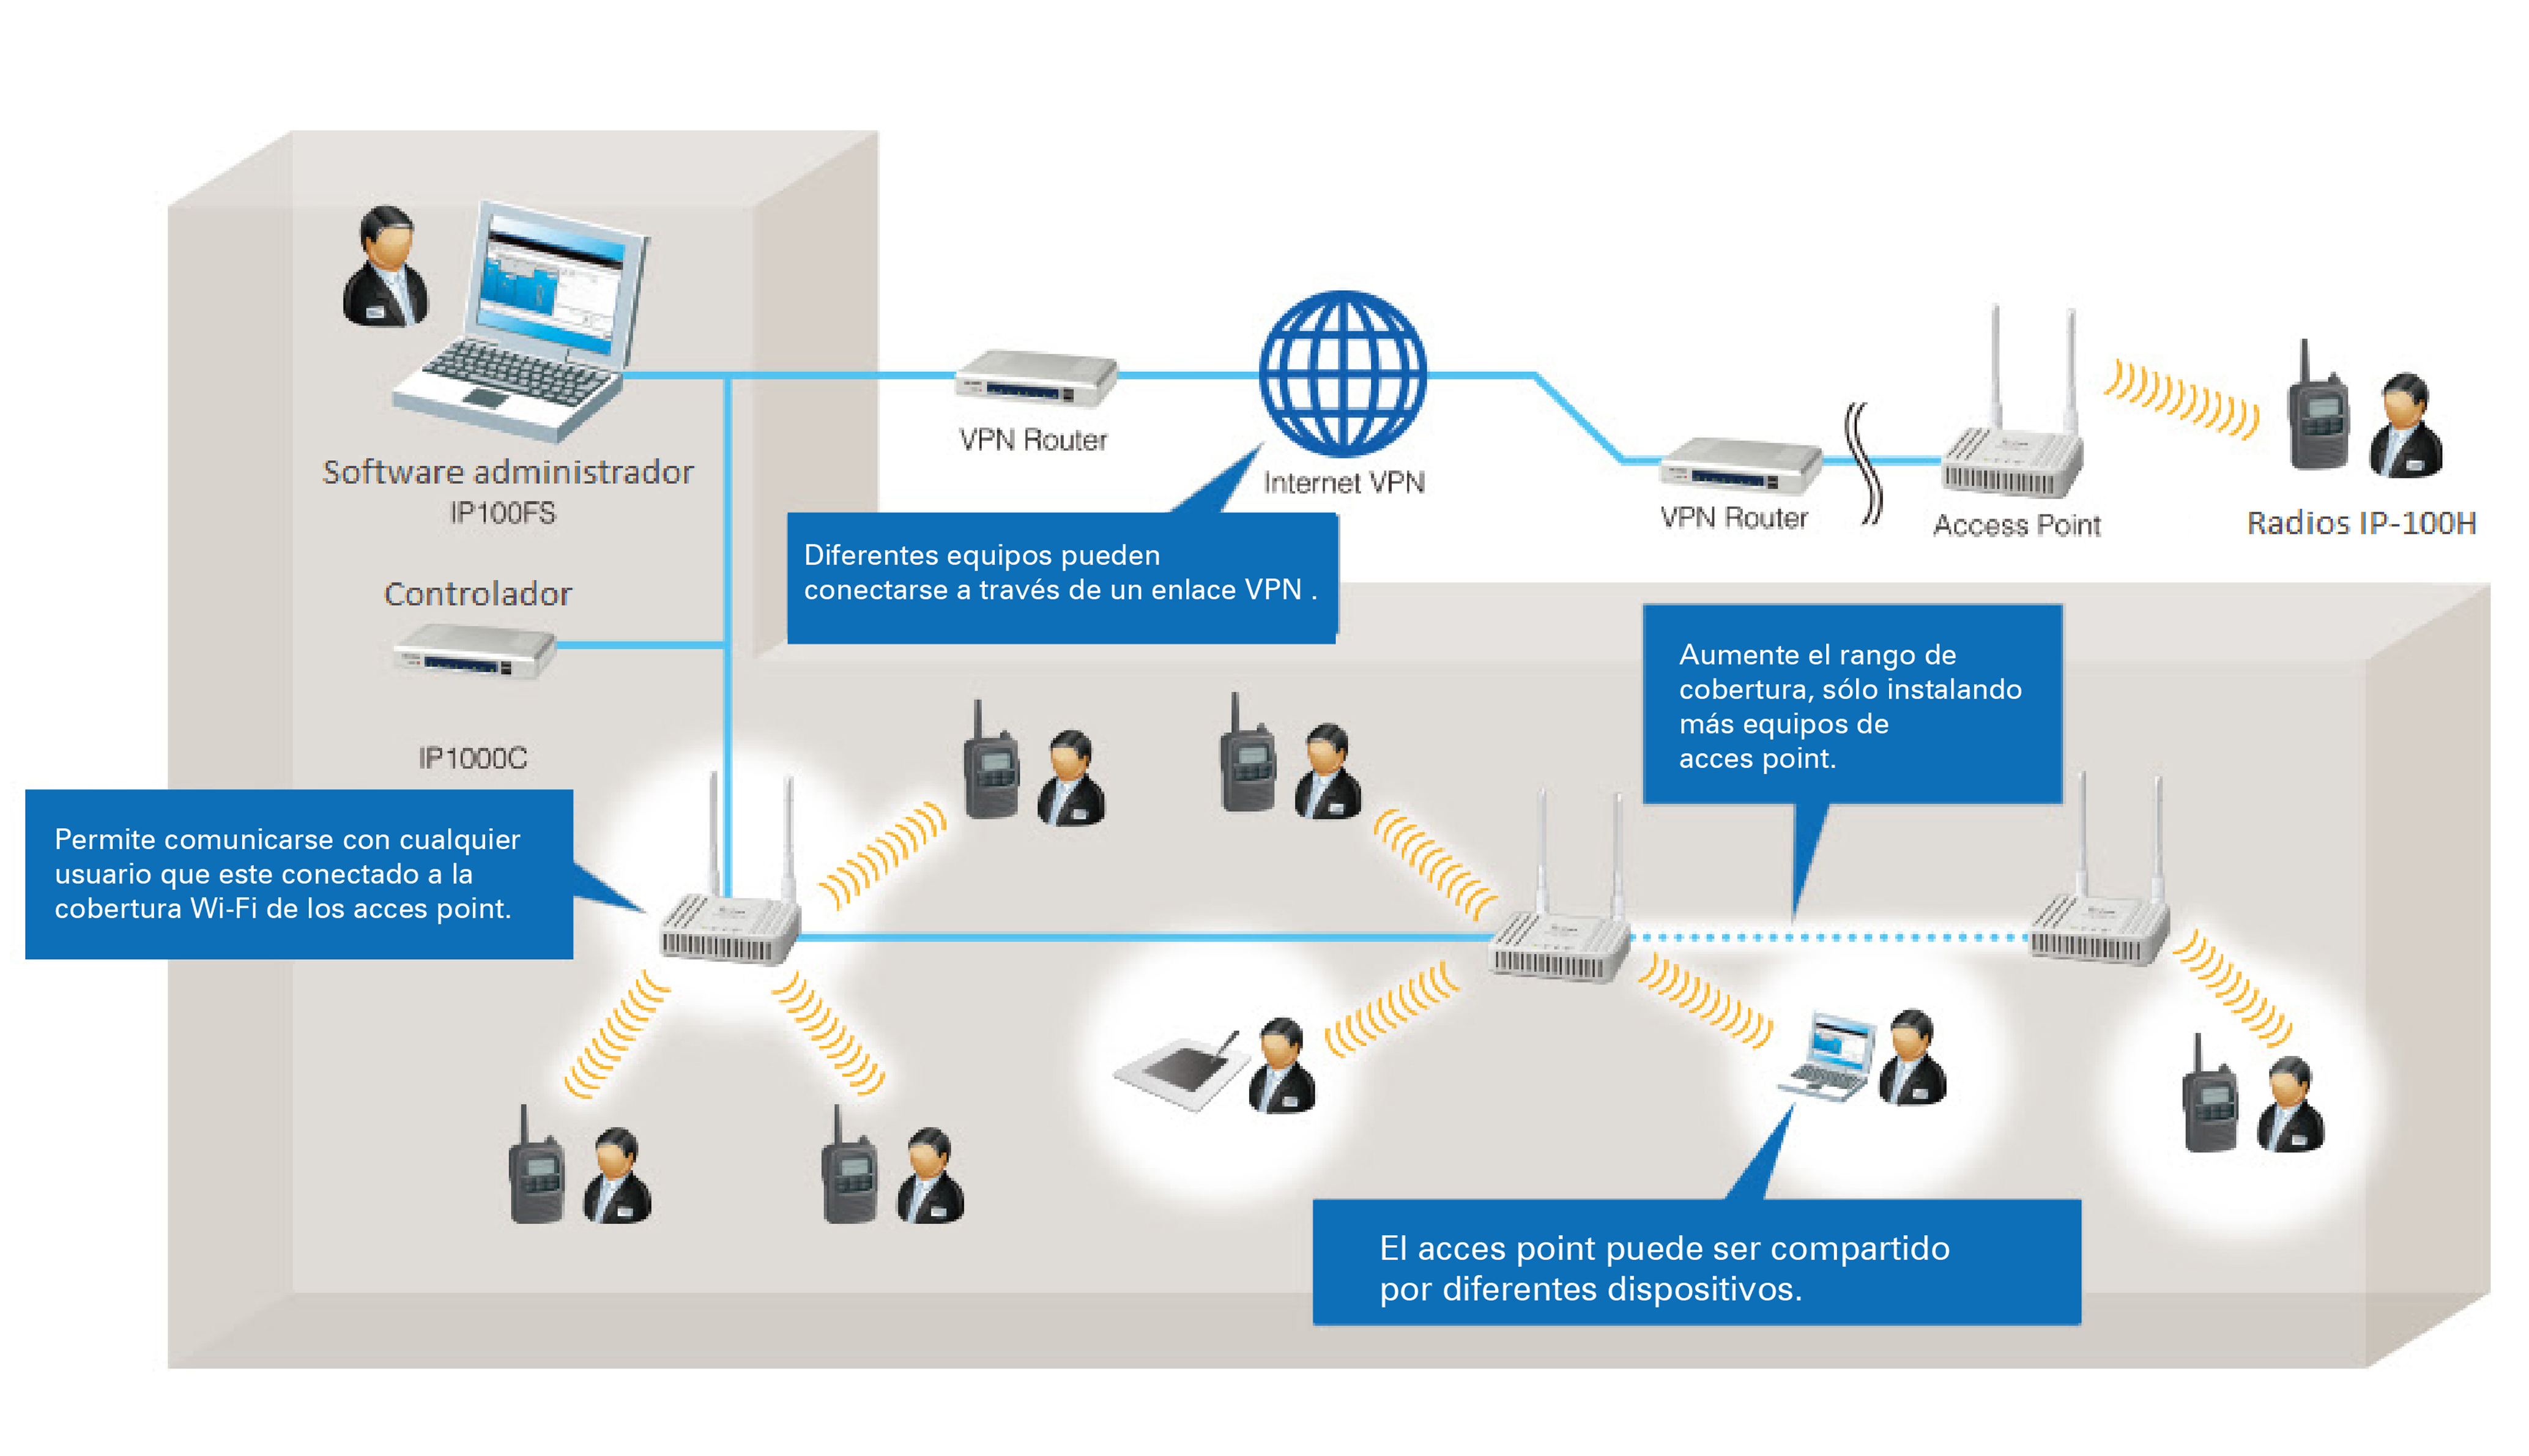 Software administrador
IP100FS
VPN Router
Internet VPN
VPN Router
Access Point
Radios IP-100H
Diferentes equipos pueden
conectarse a través de un enlace VPN .
Controlador
IP1000C
Aumente el rango de
cobertura, sólo instalando
más equipos de
acces point.
Permite comunicarse con cualquier
usuario que este conectado a la
cobertura Wi-Fi de los acces point.
El acces point puede ser compartido
por diferentes dispositivos.